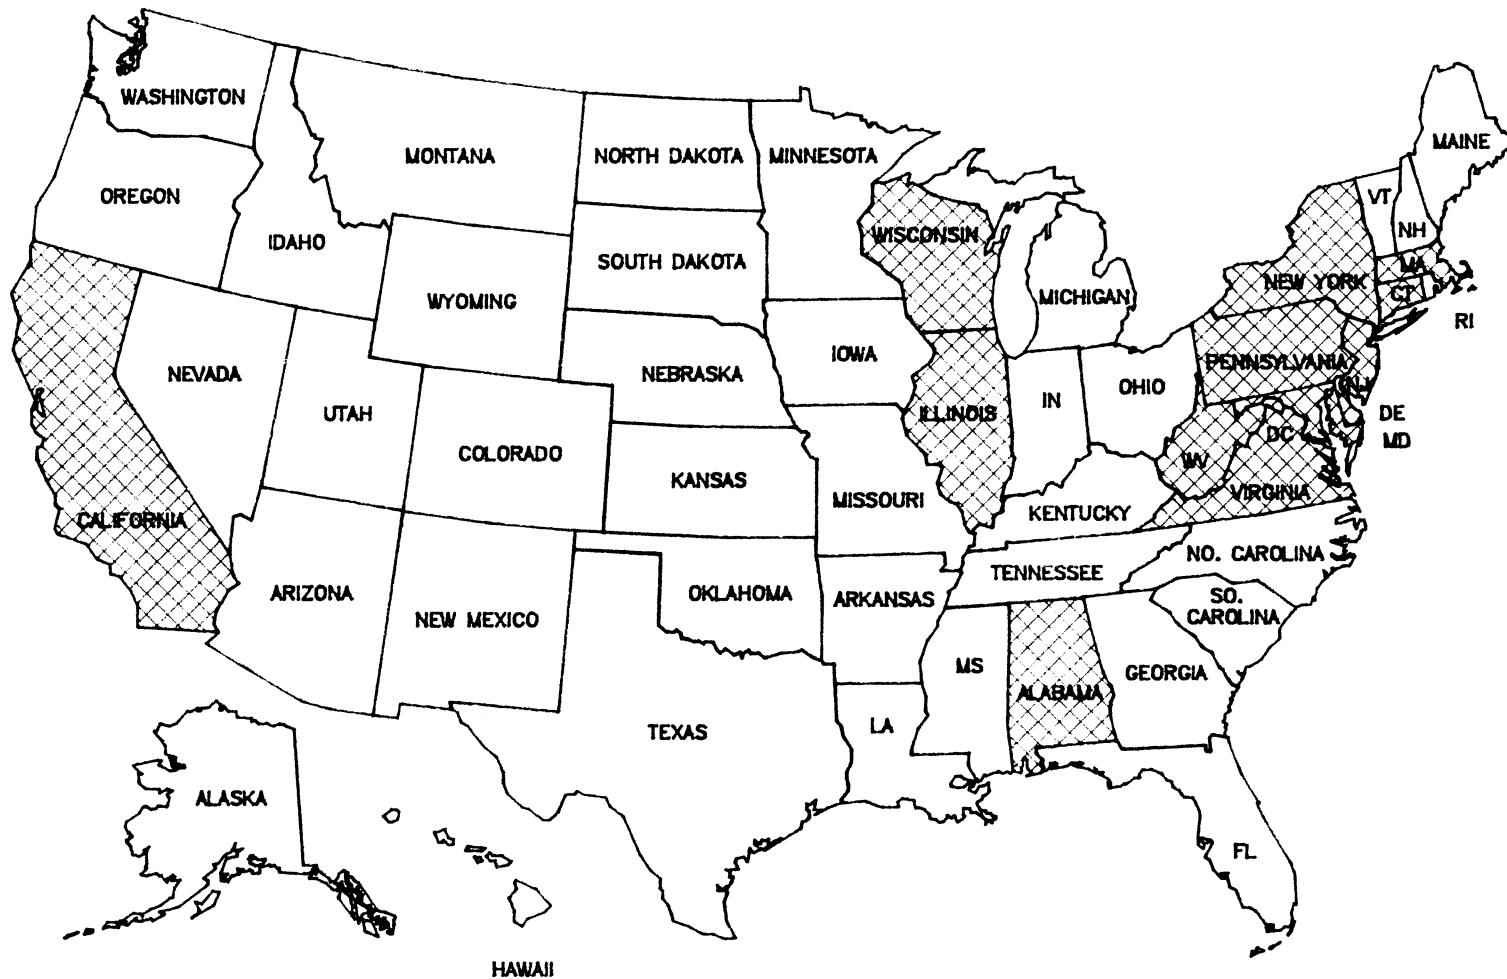 WASHINGTON
MONTANA
NORTH DAKOTA
MINNESOTA
MAINE
OREGON
VT
IDAHO
NH
WISCONSIN
SOUTH DAKOTA
MA
NEW YORK
WYOMING
MICHIGAN
CT
RI
IOWA
PENNSYLVANIA
NEVADA
NEBRASKA
OHIO
NJ
UTAH
ILLINOIS
IN
DE
COLORADO
DC
MD
KANSAS
WV
MISSOURI
VIRGINIA
CALIFORNIA
KENTUCKY
NO. CAROLINA
TENNESSEE
ARIZONA
OKLAHOMA
ARKANSAS
SO.
CAROLINA
NEW MEXICO
MS
GEORGIA
ALABAMA
TEXAS
LA
ALASKA
FL
HAWAII